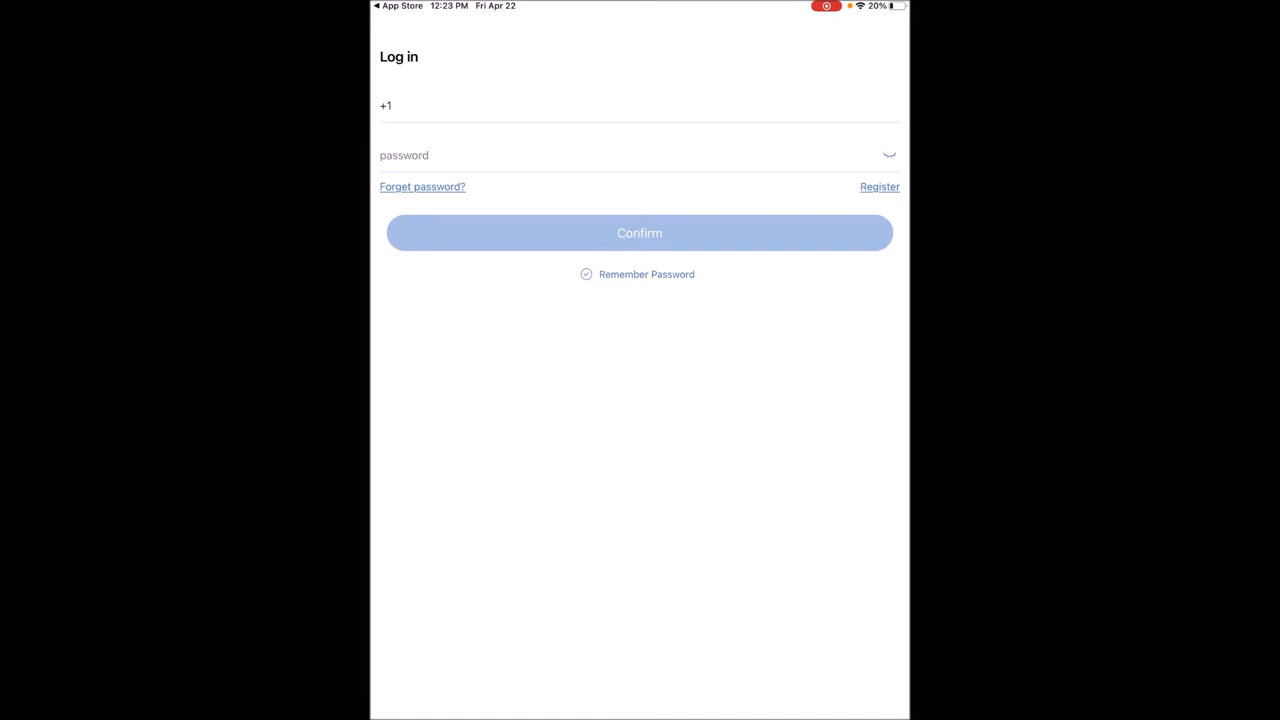 App Store 12:23 PM Fri Apr 22 20%
Log in
+1
password
Forget password? Register
Confirm
Remember Password